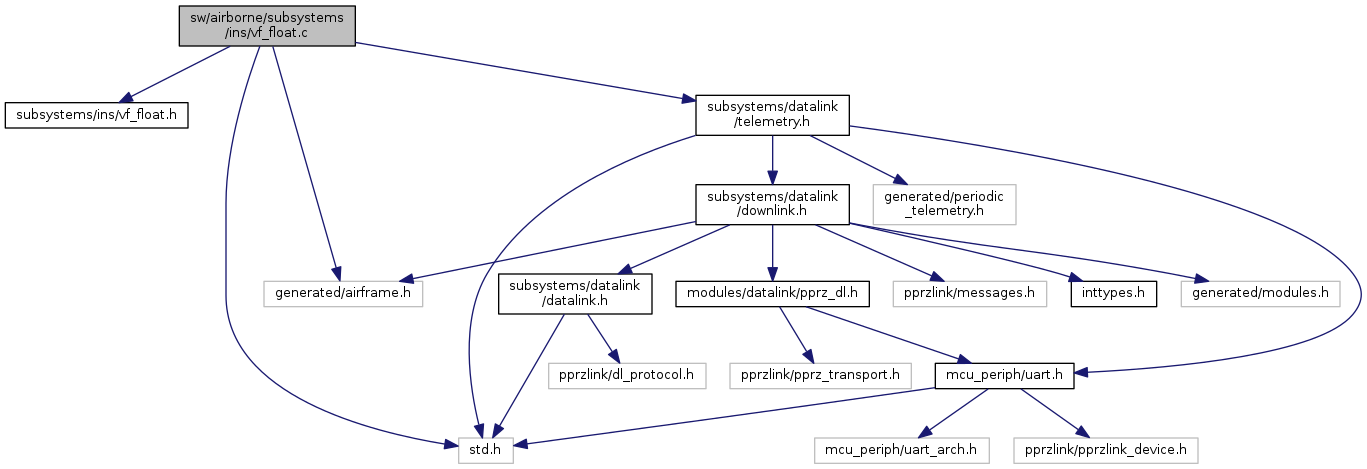 sw/airborne/subsystems
/ins/vf_float.c
subsystems/ins/vf_float.h
subsystems/datalink
/telemetry.h
subsystems/datalink
/downlink.h
generated/periodic
_telemetry.h
generated/airframe.h
subsystems/datalink
/datalink.h
modules/datalink/pprz_dl.h
pprzlink/messages.h
inttypes.h
generated/modules.h
pprzlink/dl_protocol.h
pprzlink/pprz_transport.h
mcu_periph/uart.h
std.h
mcu_periph/uart_arch.h
pprzlink/pprzlink_device.h